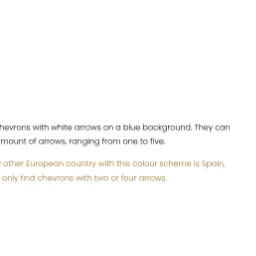 hevrons with white arrows on a blue background. They can
mount of arrows, ranging from one to five.
other European country with this colour scheme is Spain,
only find chevrons with two or four arrows.